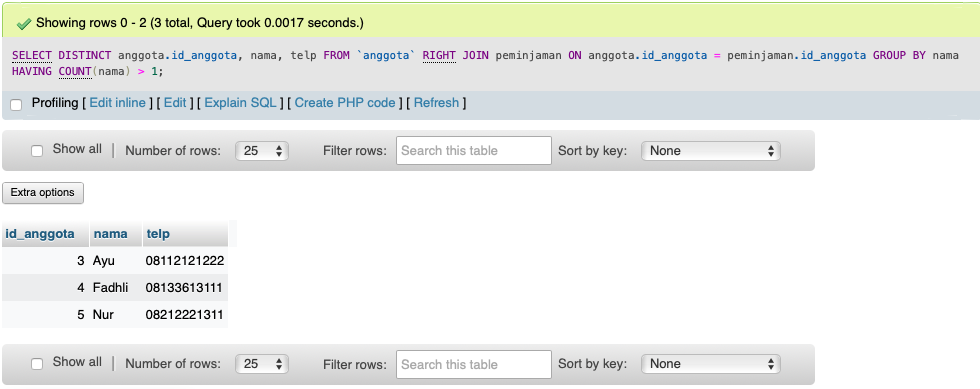 Showing rows 0 - 2 (3 total, Query took 0.0017 seconds.)
SELECT DISTINCT anggota.id_anggota, nama, telp FROM `anggota` RIGHT JOIN peminjaman ON anggota.id_anggota = peminjaman.id_anggota GROUP BY nama
HAVING COUNT(nama) > 1;
Profiling [ Edit inline ] [ Edit ] [ Explain SQL ] [ Create PHP code ] [ Refresh ]
Show all | Number of rows: 25 Filter rows: Search this table Sort by key: None
Extra options
id_anggota nama telp
3 Ayu 08112121222
4 Fadhli 08133613111
5 Nur 08212221311
Show all | Number of rows: 25 Filter rows: Search this table Sort by key: None